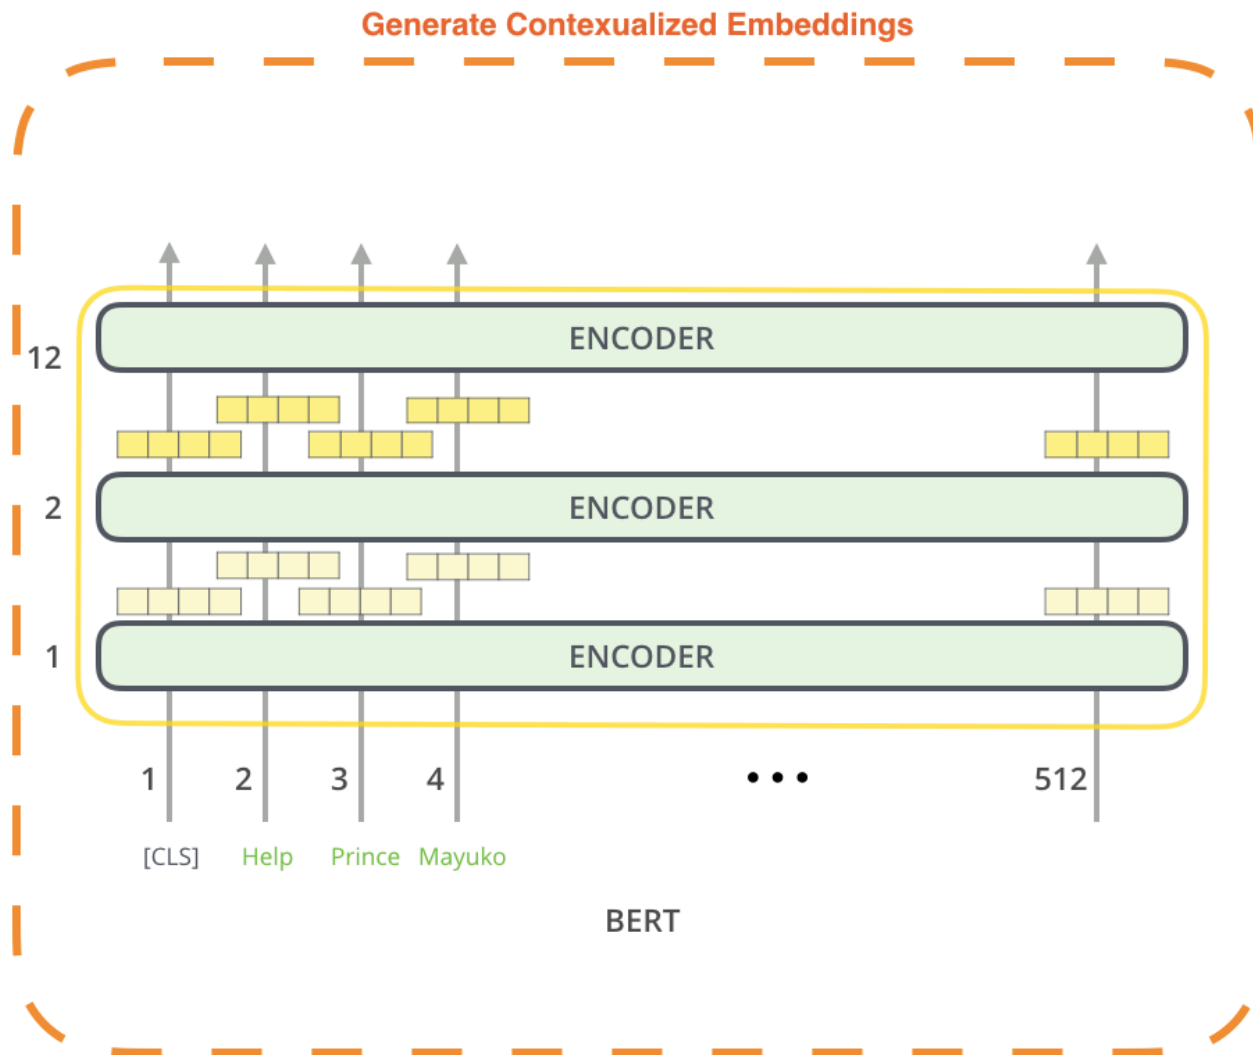 Generate Contexualized Embeddings
12 ENCODER
2 ENCODER
1 ENCODER
1 2 3 4 ••• 512
[CLS] Help Prince Mayuko
BERT